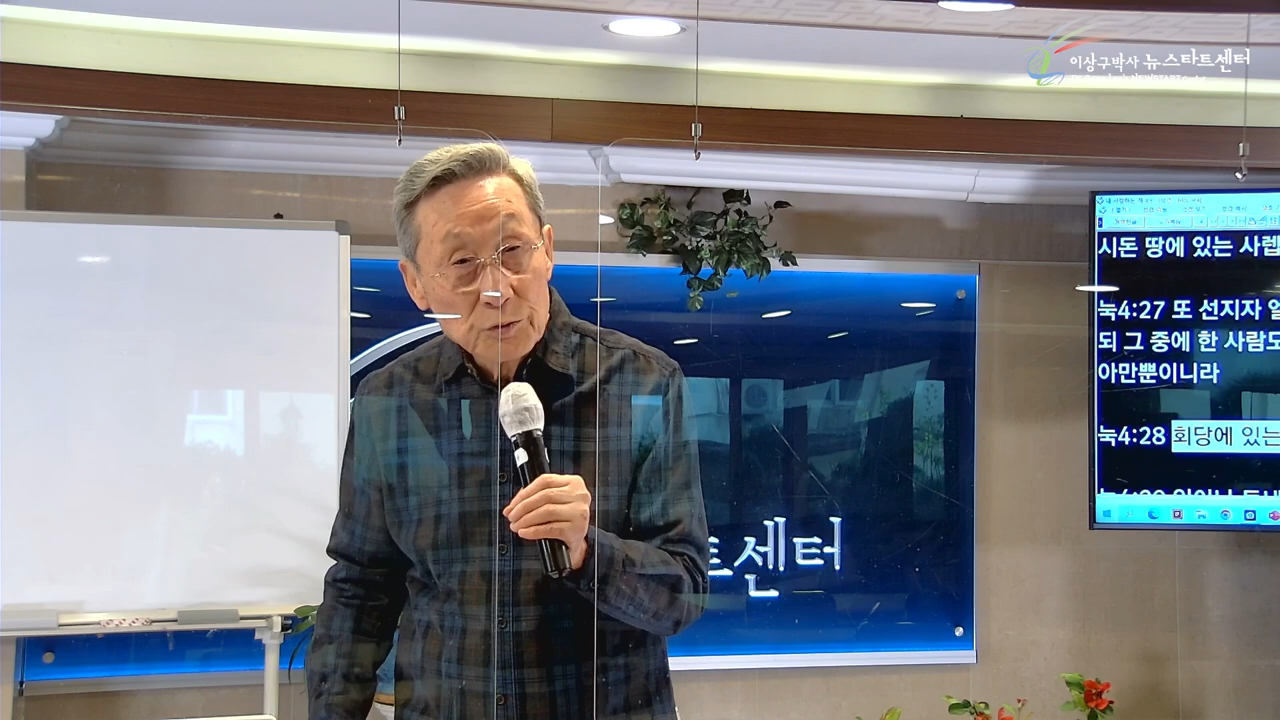 이상구박사 뉴스타트센터
시돈 땅에 있는 사렙
눅4:27 또 선지자 엘
되 그 중에 한 사람도
아만뿐이니라
눅4:28 회당에 있는
트센터